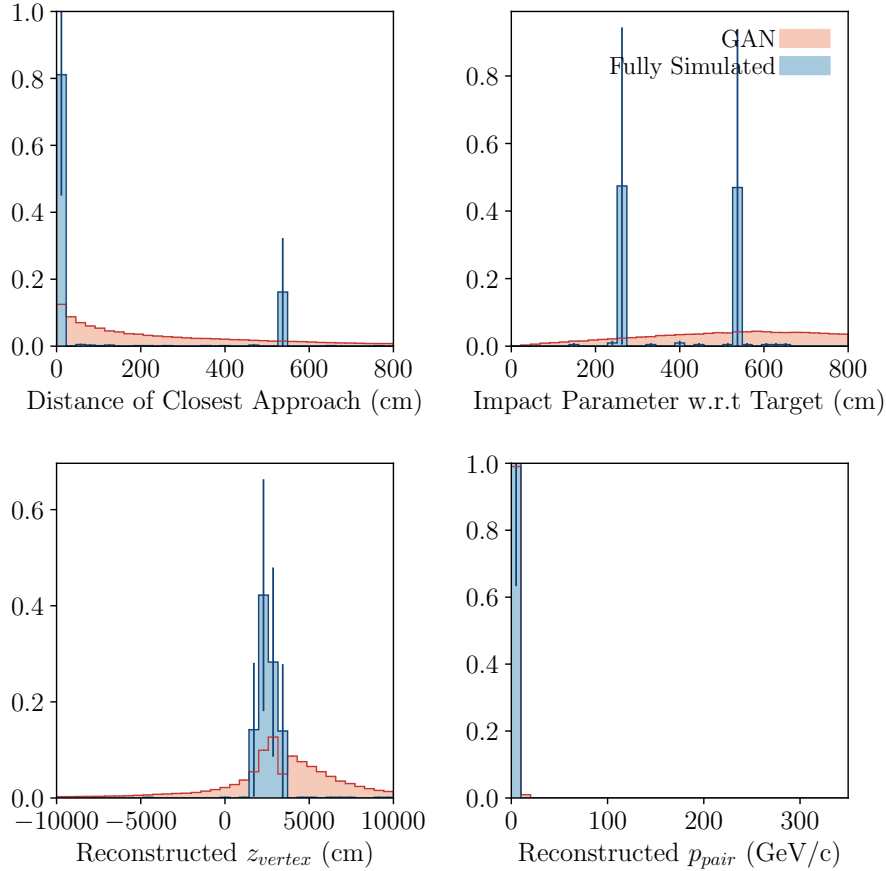 1.0
0.8
0.6
0.4
0.2
0.0
0 200 400 600 800
Distance of Closest Approach (cm)
GAN
Fully Simulated
0.8
0.6
0.4
0.2
0.0
0 200 400 600 800
Impact Parameter w.r.t Target (cm)
0.6
0.4
0.2
0.0
−10000 −5000 0 5000 10000
Reconstructed z_vertex (cm)
1.0
0.8
0.6
0.4
0.2
0.0
0 100 200 300
Reconstructed p_pair (GeV/c)